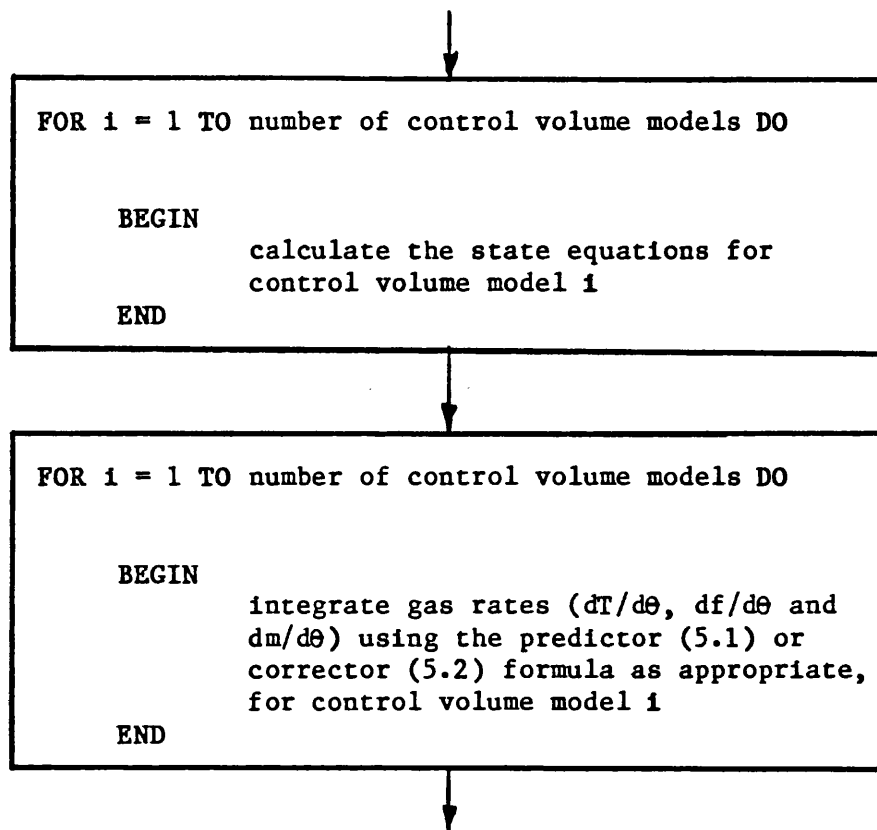 FOR i = 1 TO number of control volume models DO
BEGIN
calculate the state equations for
control volume model i
END
FOR i = 1 TO number of control volume models DO
BEGIN
integrate gas rates (dT/dθ, df/dθ and
dm/dθ) using the predictor (5.1) or
corrector (5.2) formula as appropriate,
for control volume model i
END